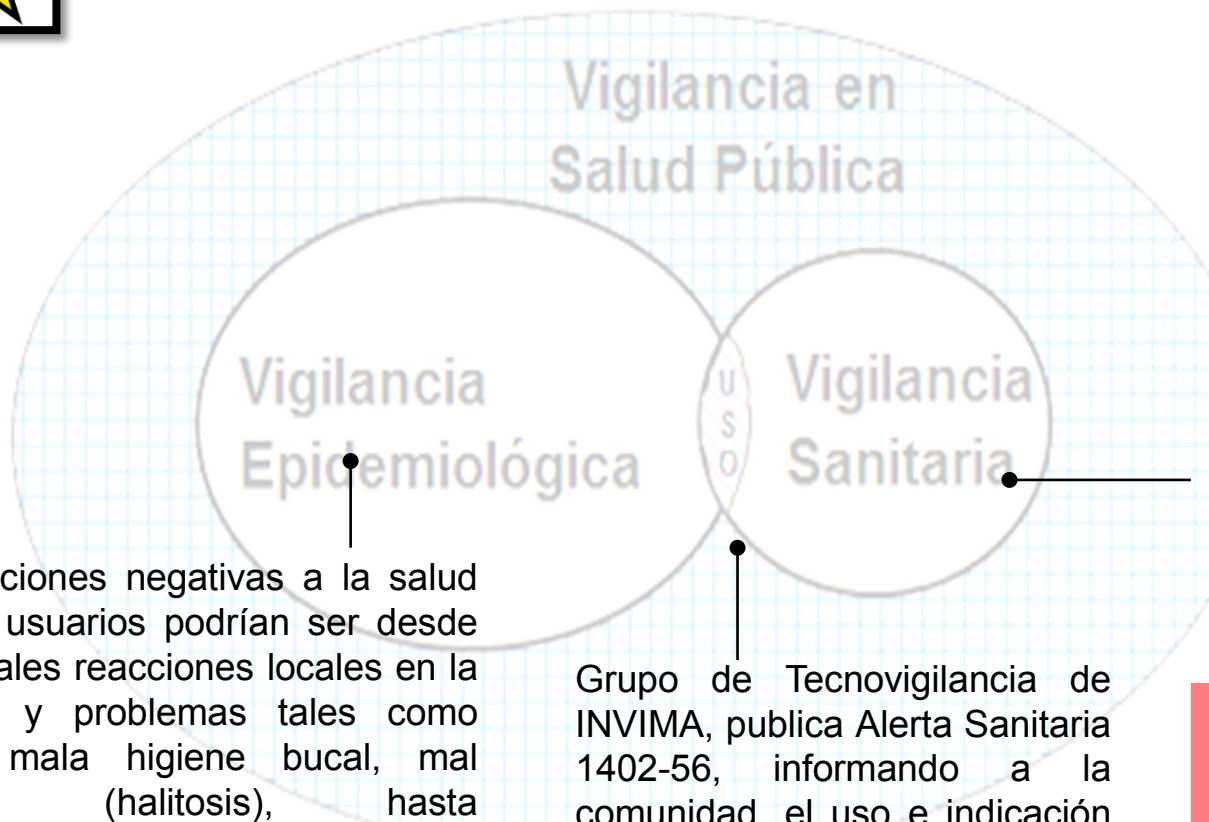 Vigilancia en
Salud Pública
Vigilancia
Epidemiológica
USO
Vigilancia
Sanitaria
ciones negativas a la salud
usuarios podrían ser desde
ales reacciones locales en la
y problemas tales como
mala higiene bucal, mal
(halitosis), hasta
Grupo de Tecnovigilancia de
INVIMA, publica Alerta Sanitaria
1402-56, informando a la
comunidad el uso e indicación